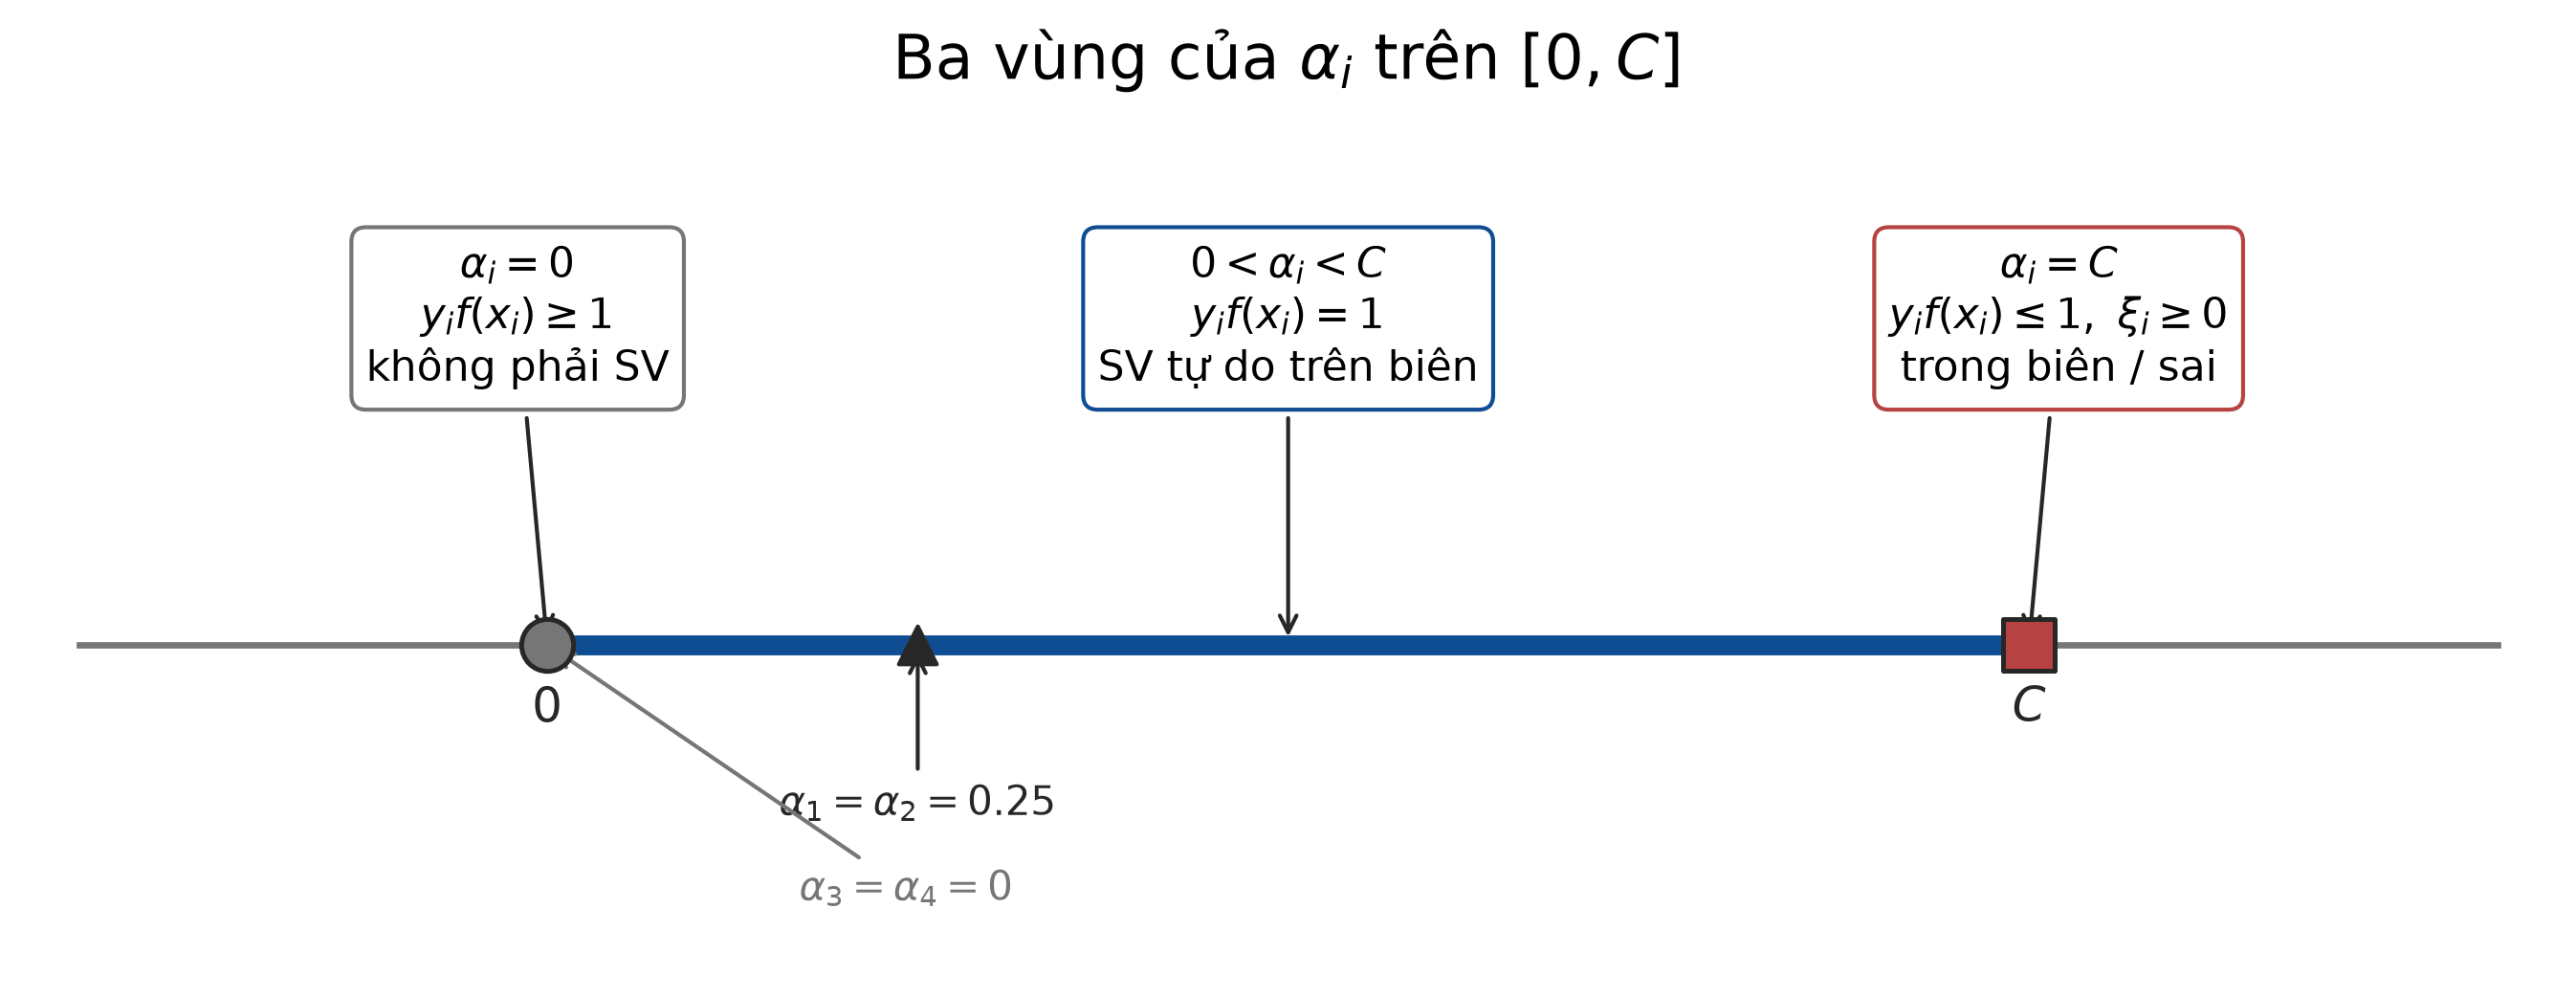 Ba vùng của αᵢ trên [0, C]
αᵢ = 0
yᵢf(xᵢ) ≥ 1
không phải SV
0 < αᵢ < C
yᵢf(xᵢ) = 1
SV tự do trên biên
αᵢ = C
yᵢf(xᵢ) ≤ 1, ξᵢ ≥ 0
trong biên / sai
0
C
α₁ = α₂ = 0.25
α₃ = α₄ = 0